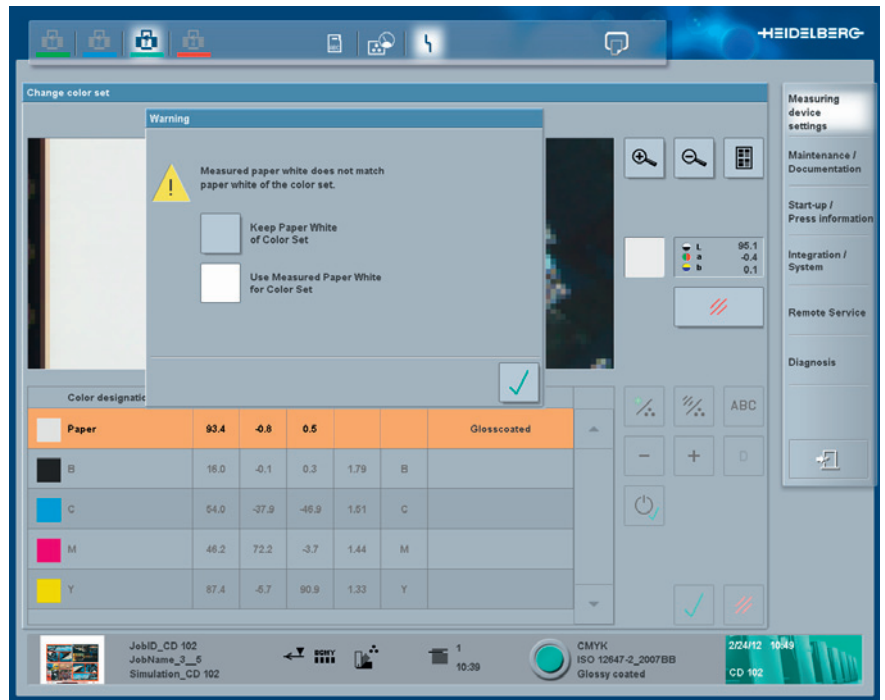 HEIDELBERG
Change color set
Warning
Measured paper white does not match
paper white of the color set.
Keep Paper White
of Color Set
Use Measured Paper White
for Color Set
L 95.1
a -0.4
b 0.1
Measuring
device
settings
Maintenance /
Documentation
Start-up /
Press information
Integration /
System
Remote Service
Diagnosis
Color designatio
Paper 93.4 -0.8 0.5 Glosscoated
B 16.0 -0.1 0.3 1.79 B
C 54.0 -37.9 -46.9 1.51 C
M 46.2 72.2 -3.7 1.44 M
Y 87.4 -5.7 90.9 1.33 Y
ABC
D
JobID_CD 102
JobName_3__5
Simulation_CD 102
BCMY
1
10:39
CMYK
ISO 12647-2_2007BB
Glossy coated
2/24/12 10:49
CD 102